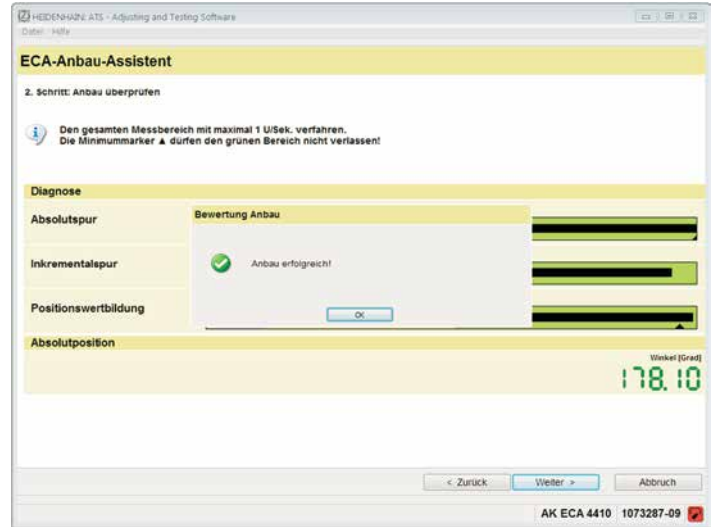 HEIDENHAIN: ATS - Adjusting and Testing Software
Datei Hilfe
ECA-Anbau-Assistent
2. Schritt: Anbau überprüfen
Den gesamten Messbereich mit maximal 1 U/Sek. verfahren.
Die Minimummarker ▲ dürfen den grünen Bereich nicht verlassen!
Diagnose
Absolutspur
Bewertung Anbau
Inkrementalspur
Anbau erfolgreich!
Positionswertbildung
OK
Absolutposition
Winkel [Grad]
178.10
< Zurück
Weiter >
Abbruch
AK ECA 4410
1073287-09